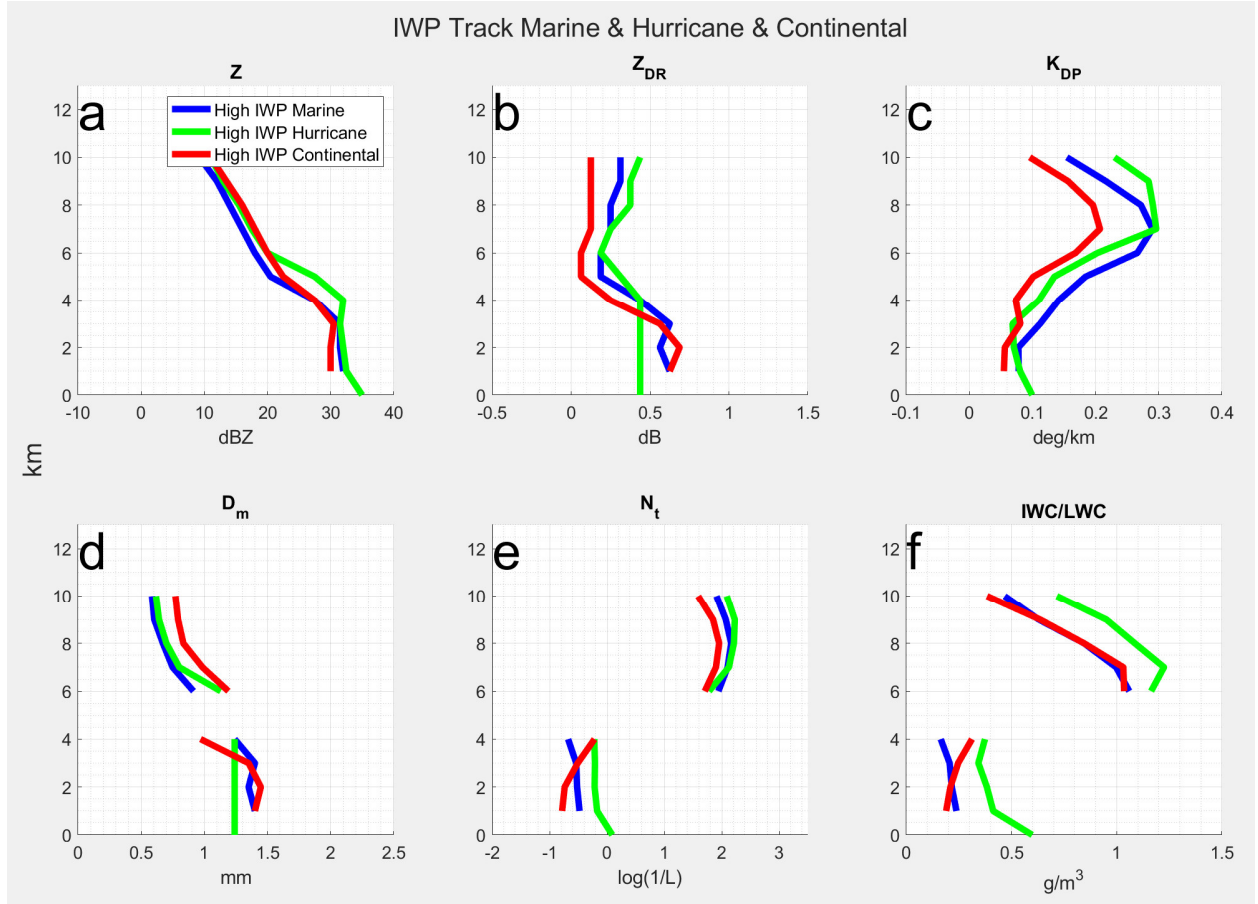 IWP Track Marine & Hurricane & Continental
Z
a
High IWP Marine
High IWP Hurricane
High IWP Continental
12
10
8
6
4
2
0
-10 0 10 20 30 40
dBZ
Z_DR
b
12
10
8
6
4
2
0
-0.5 0 0.5 1 1.5
dB
K_DP
c
12
10
8
6
4
2
0
-0.1 0 0.1 0.2 0.3 0.4
deg/km
km
D_m
d
12
10
8
6
4
2
0
0 0.5 1 1.5 2 2.5
mm
N_t
e
12
10
8
6
4
2
0
-2 -1 0 1 2 3
log(1/L)
IWC/LWC
f
12
10
8
6
4
2
0
0 0.5 1 1.5
g/m³